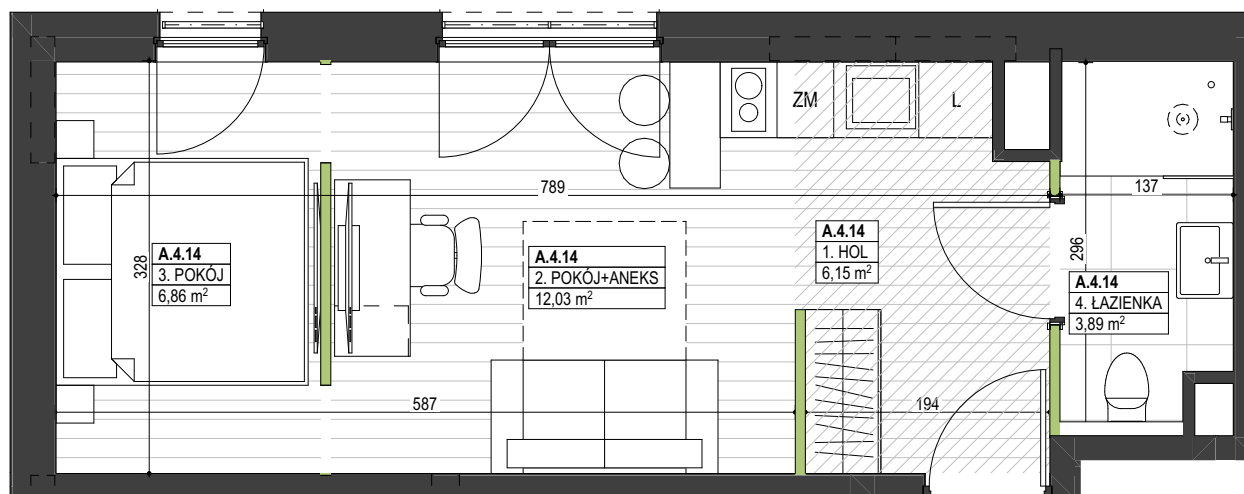 ZM
L
789
137
A.4.14
3. POKÓJ
6,86 m²
328
A.4.14
2. POKÓJ+ANEKS
12,03 m²
A.4.14
1. HOL
6,15 m²
296
A.4.14
4. ŁAZIENKA
3,89 m²
587
194